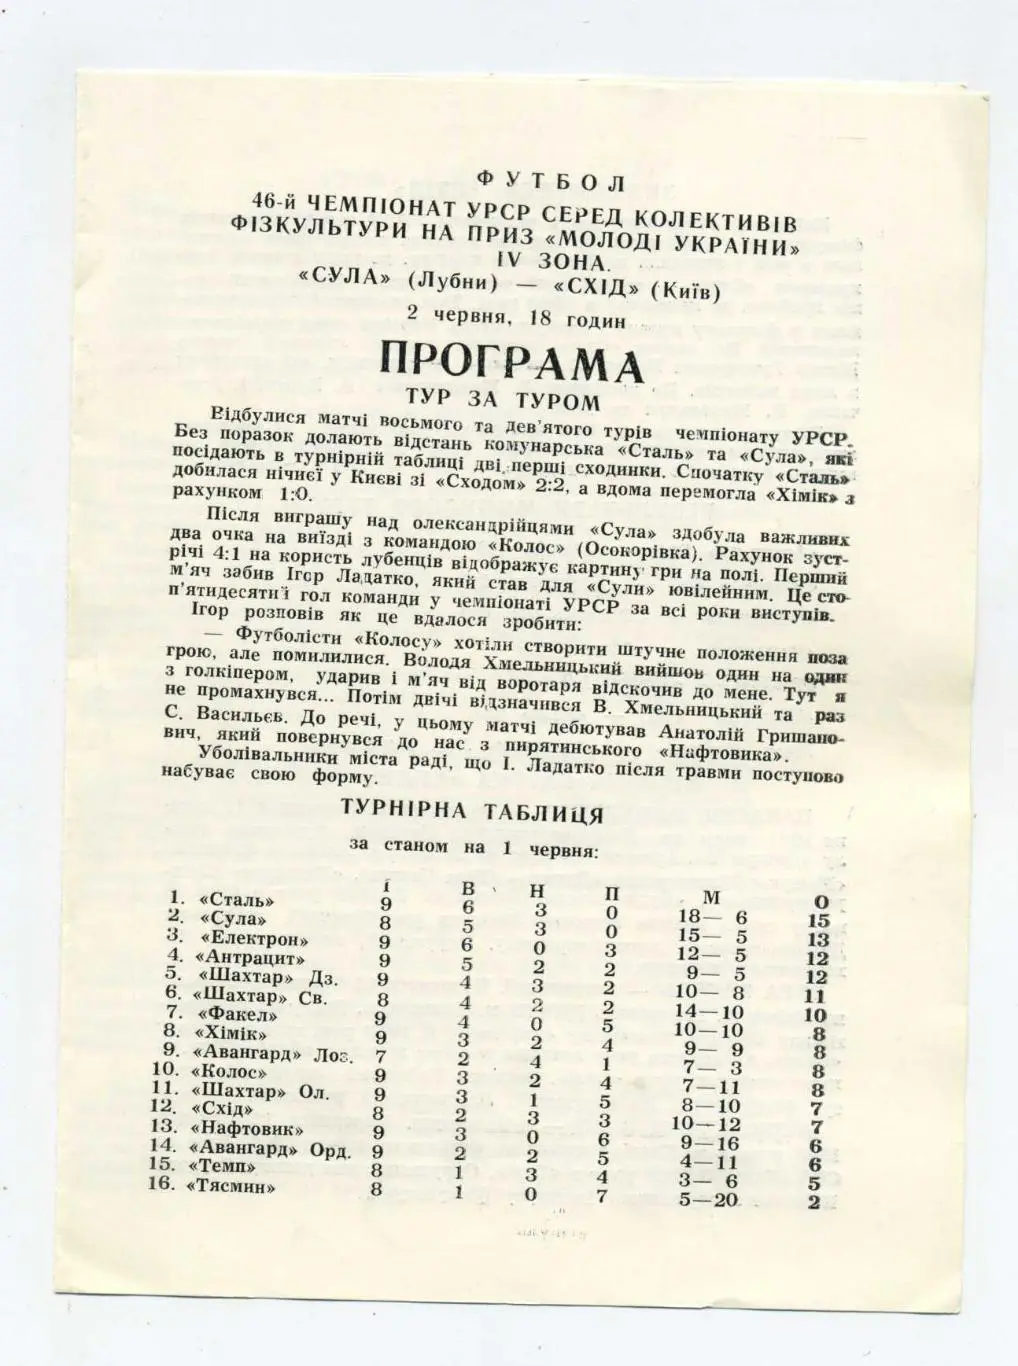 ФУТБОЛ
46-й ЧЕМПІОНАТ УРСР СЕРЕД КОЛЕКТИВІВ
ФІЗКУЛЬТУРИ НА ПРИЗ «МОЛОДІ УКРАЇНИ»
IV ЗОНА.
«СУЛА» (Лубни) — «СХІД» (Київ)
2 червня, 18 годин
ПРОГРАМА
ТУР ЗА ТУРОМ
Відбулися матчі восьмого та дев'ятого турів чемпіонату УРСР.
Без поразок долають відстань комунарська «Сталь» та «Сула», які
посідають в турнірній таблиці дві перші сходинки. Спочатку «Сталь»
добилася нічиєї у Києві зі «Сходом» 2:2, а вдома перемогла «Хімік» з
рахунком 1:0.
Після виграшу над олександрійцями «Сула» здобула важливих
два очка на виїзді з командою «Колос» (Осокорівка). Рахунок зуст-
річі 4:1 на користь лубенців відображує картину гри на полі. Перший
м'яч забив Ігор Ладатко, який став для «Сули» ювілейним. Це сто-
п'ятидесятий гол команди у чемпіонаті УРСР за всі роки виступів.
Ігор розповів як це вдалося зробити:
— Футболісти «Колосу» хотіли створити штучне положення поза
грою, але помилилися. Володя Хмельницький вийшов один на один
з голкіпером, ударив і м'яч від воротаря відскочив до мене. Тут я
не промахнувся... Потім двічі відзначився В. Хмельницький та раз
С. Васильєв. До речі, у цьому матчі дебютував Анатолій Гришано-
вич, який повернувся до нас з пирятинського «Нафтовика».
Уболівальники міста раді, що І. Ладатко після травми поступово
набуває свою форму.
ТУРНІРНА ТАБЛИЦЯ
за станом на 1 червня:
І В Н П М О
1. «Сталь» 9 6 3 0 18— 6 15
2. «Сула» 8 5 3 0 15— 5 13
3. «Електрон» 9 6 0 3 12— 5 12
4. «Антрацит» 9 5 2 2 9— 5 12
5. «Шахтар» Дз. 9 4 3 2 10— 8 11
6. «Шахтар» Св. 8 4 2 2 14—10 10
7. «Факел» 9 4 0 5 10—10 8
8. «Хімік» 9 3 2 4 9— 9 8
9. «Авангард» Лоз. 7 2 4 1 7— 3 8
10. «Колос» 9 3 2 4 7—11 8
11. «Шахтар» Ол. 9 3 1 5 8—10 7
12. «Схід» 8 2 3 3 10—12 7
13. «Нафтовик» 9 3 0 6 9—16 6
14. «Авангард» Орд. 9 2 2 5 4—11 6
15. «Темп» 8 1 3 4 3— 6 5
16. «Тясмин» 8 1 0 7 5—20 2